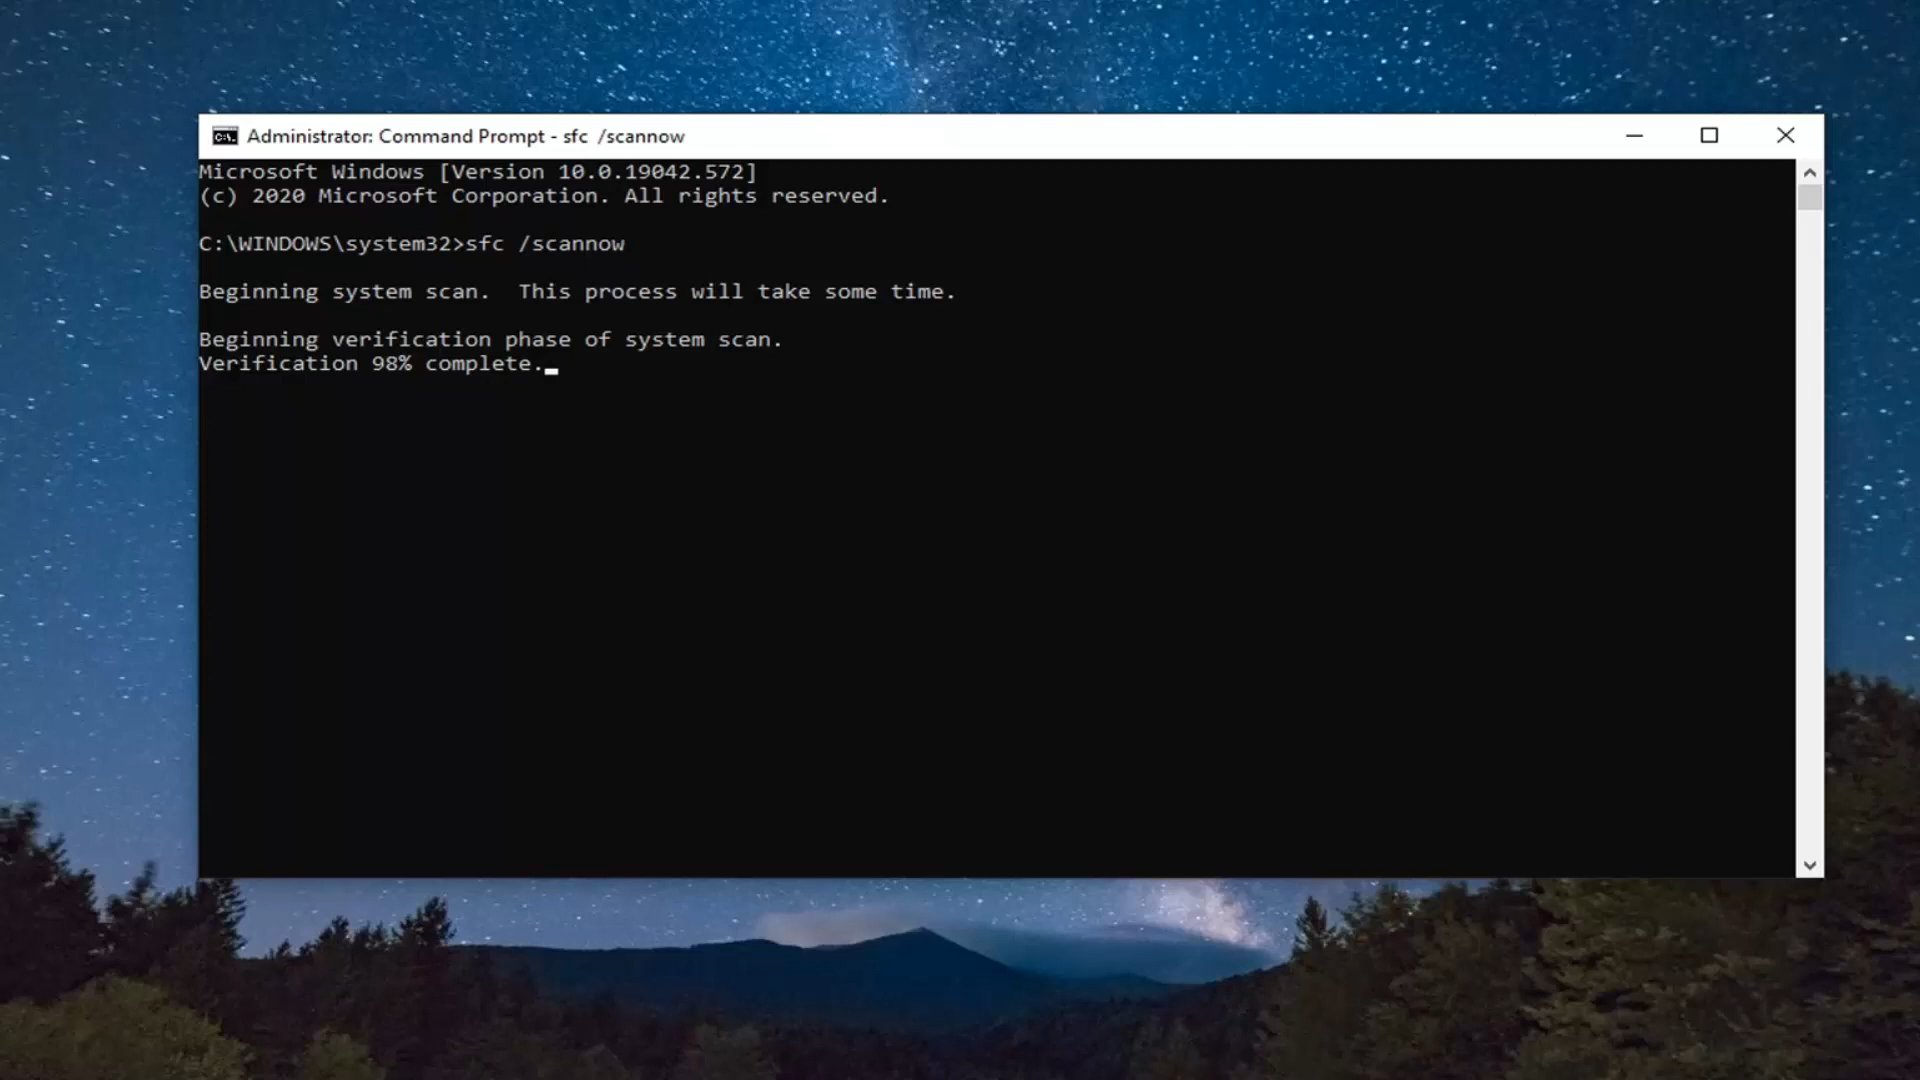 Administrator: Command Prompt - sfc  /scannow
Microsoft Windows [Version 10.0.19042.572]
(c) 2020 Microsoft Corporation. All rights reserved.
C:\WINDOWS\system32>sfc /scannow
Beginning system scan.  This process will take some time.
Beginning verification phase of system scan.
Verification 98% complete.